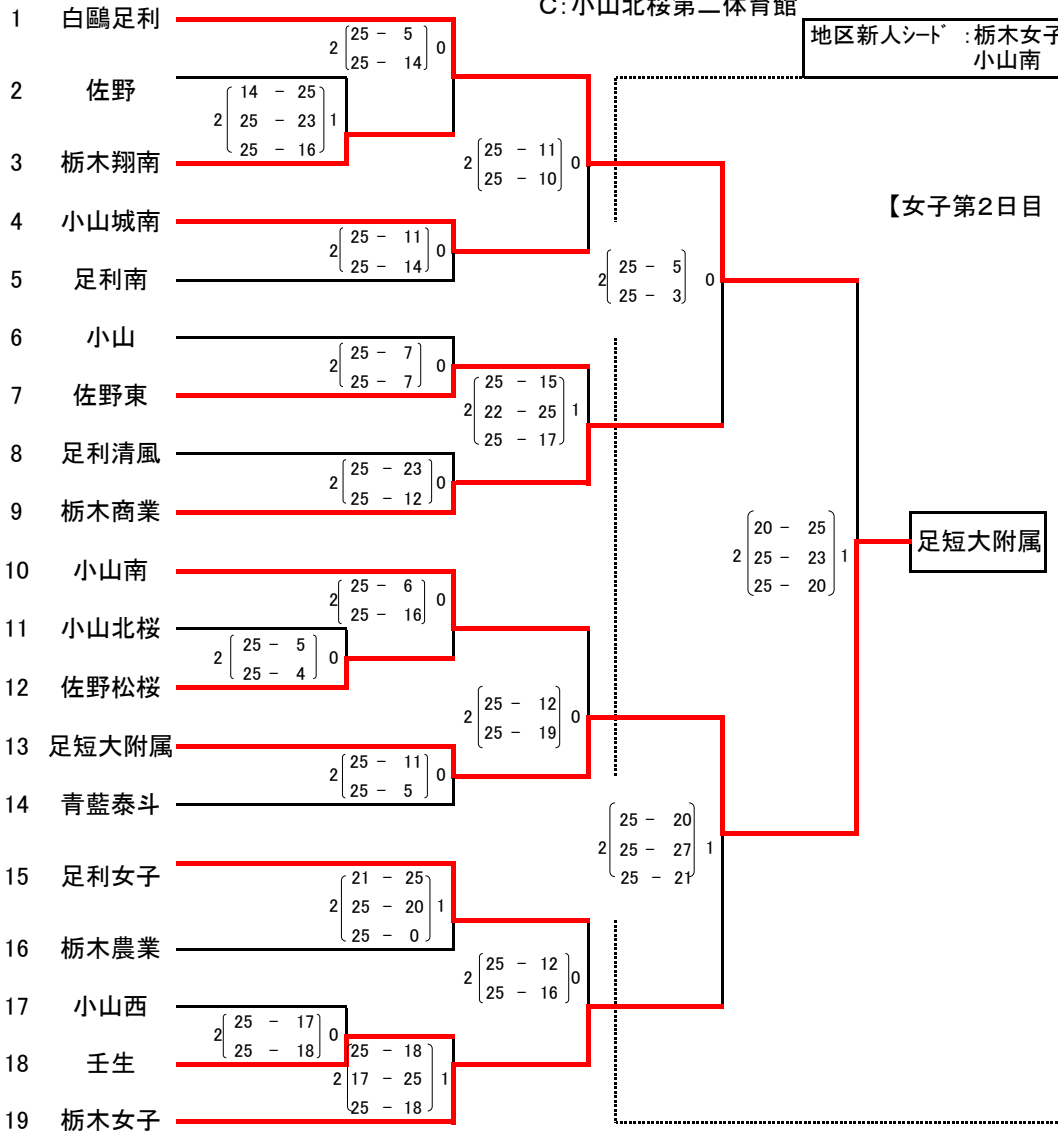 C:小山北桜第二体育館
地区新人シード :栃木女子
小山南
【女子第2日目
1 白鷗足利
2 佐野
3 栃木翔南
4 小山城南
5 足利南
6 小山
7 佐野東
8 足利清風
9 栃木商業
10 小山南
11 小山北桜
12 佐野松桜
13 足短大附属
14 青藍泰斗
15 足利女子
16 栃木農業
17 小山西
18 壬生
19 栃木女子
2 25 - 5 0
25 - 14
14 - 25
2 25 - 23 1
25 - 16
2 25 - 11 0
25 - 14
2 25 - 7 0
25 - 7
2 25 - 23 0
25 - 12
2 25 - 6 0
25 - 16
2 25 - 5 0
25 - 4
2 25 - 11 0
25 - 5
21 - 25
2 25 - 20 1
25 - 0
2 25 - 17 0
25 - 18
25 - 18
2 17 - 25 1
25 - 18
2 25 - 11 0
25 - 10
25 - 15
2 22 - 25 1
25 - 17
2 25 - 12 0
25 - 19
2 25 - 12 0
25 - 16
2 25 - 5 0
25 - 3
25 - 20
2 25 - 27 1
25 - 21
20 - 25
2 25 - 23 1
25 - 20
足短大附属